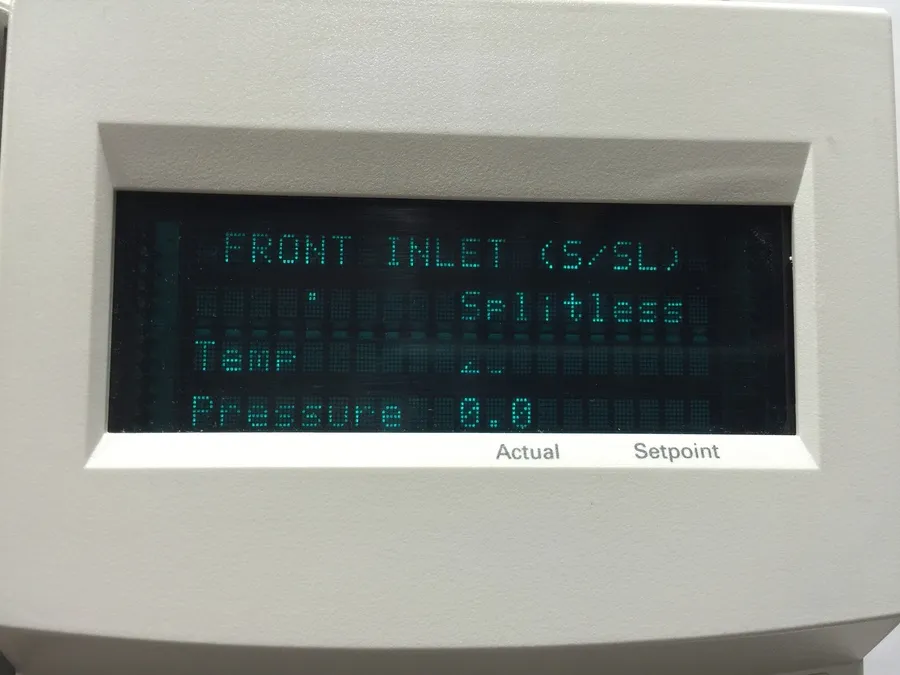 FRONT INLET (S/SL)
Splitless
Temp
Pressure 0.0
Actual Setpoint